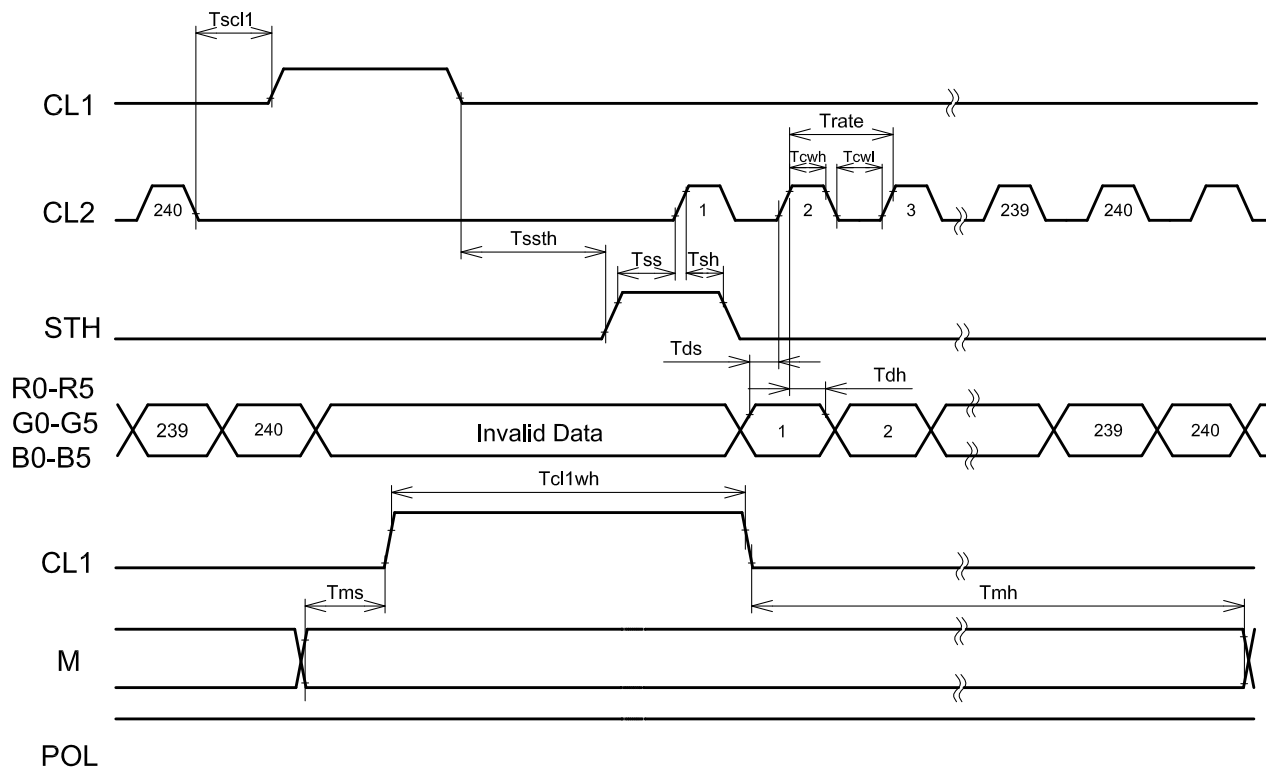 Tscl1
CL1
Trate
Tcwh
Tcwl
CL2
240
1
2
3
239
240
Tssth
Tss
Tsh
STH
Tds
Tdh
R0-R5
G0-G5
B0-B5
239
240
Invalid Data
1
2
239
240
Tcl1wh
CL1
Tms
Tmh
M
POL